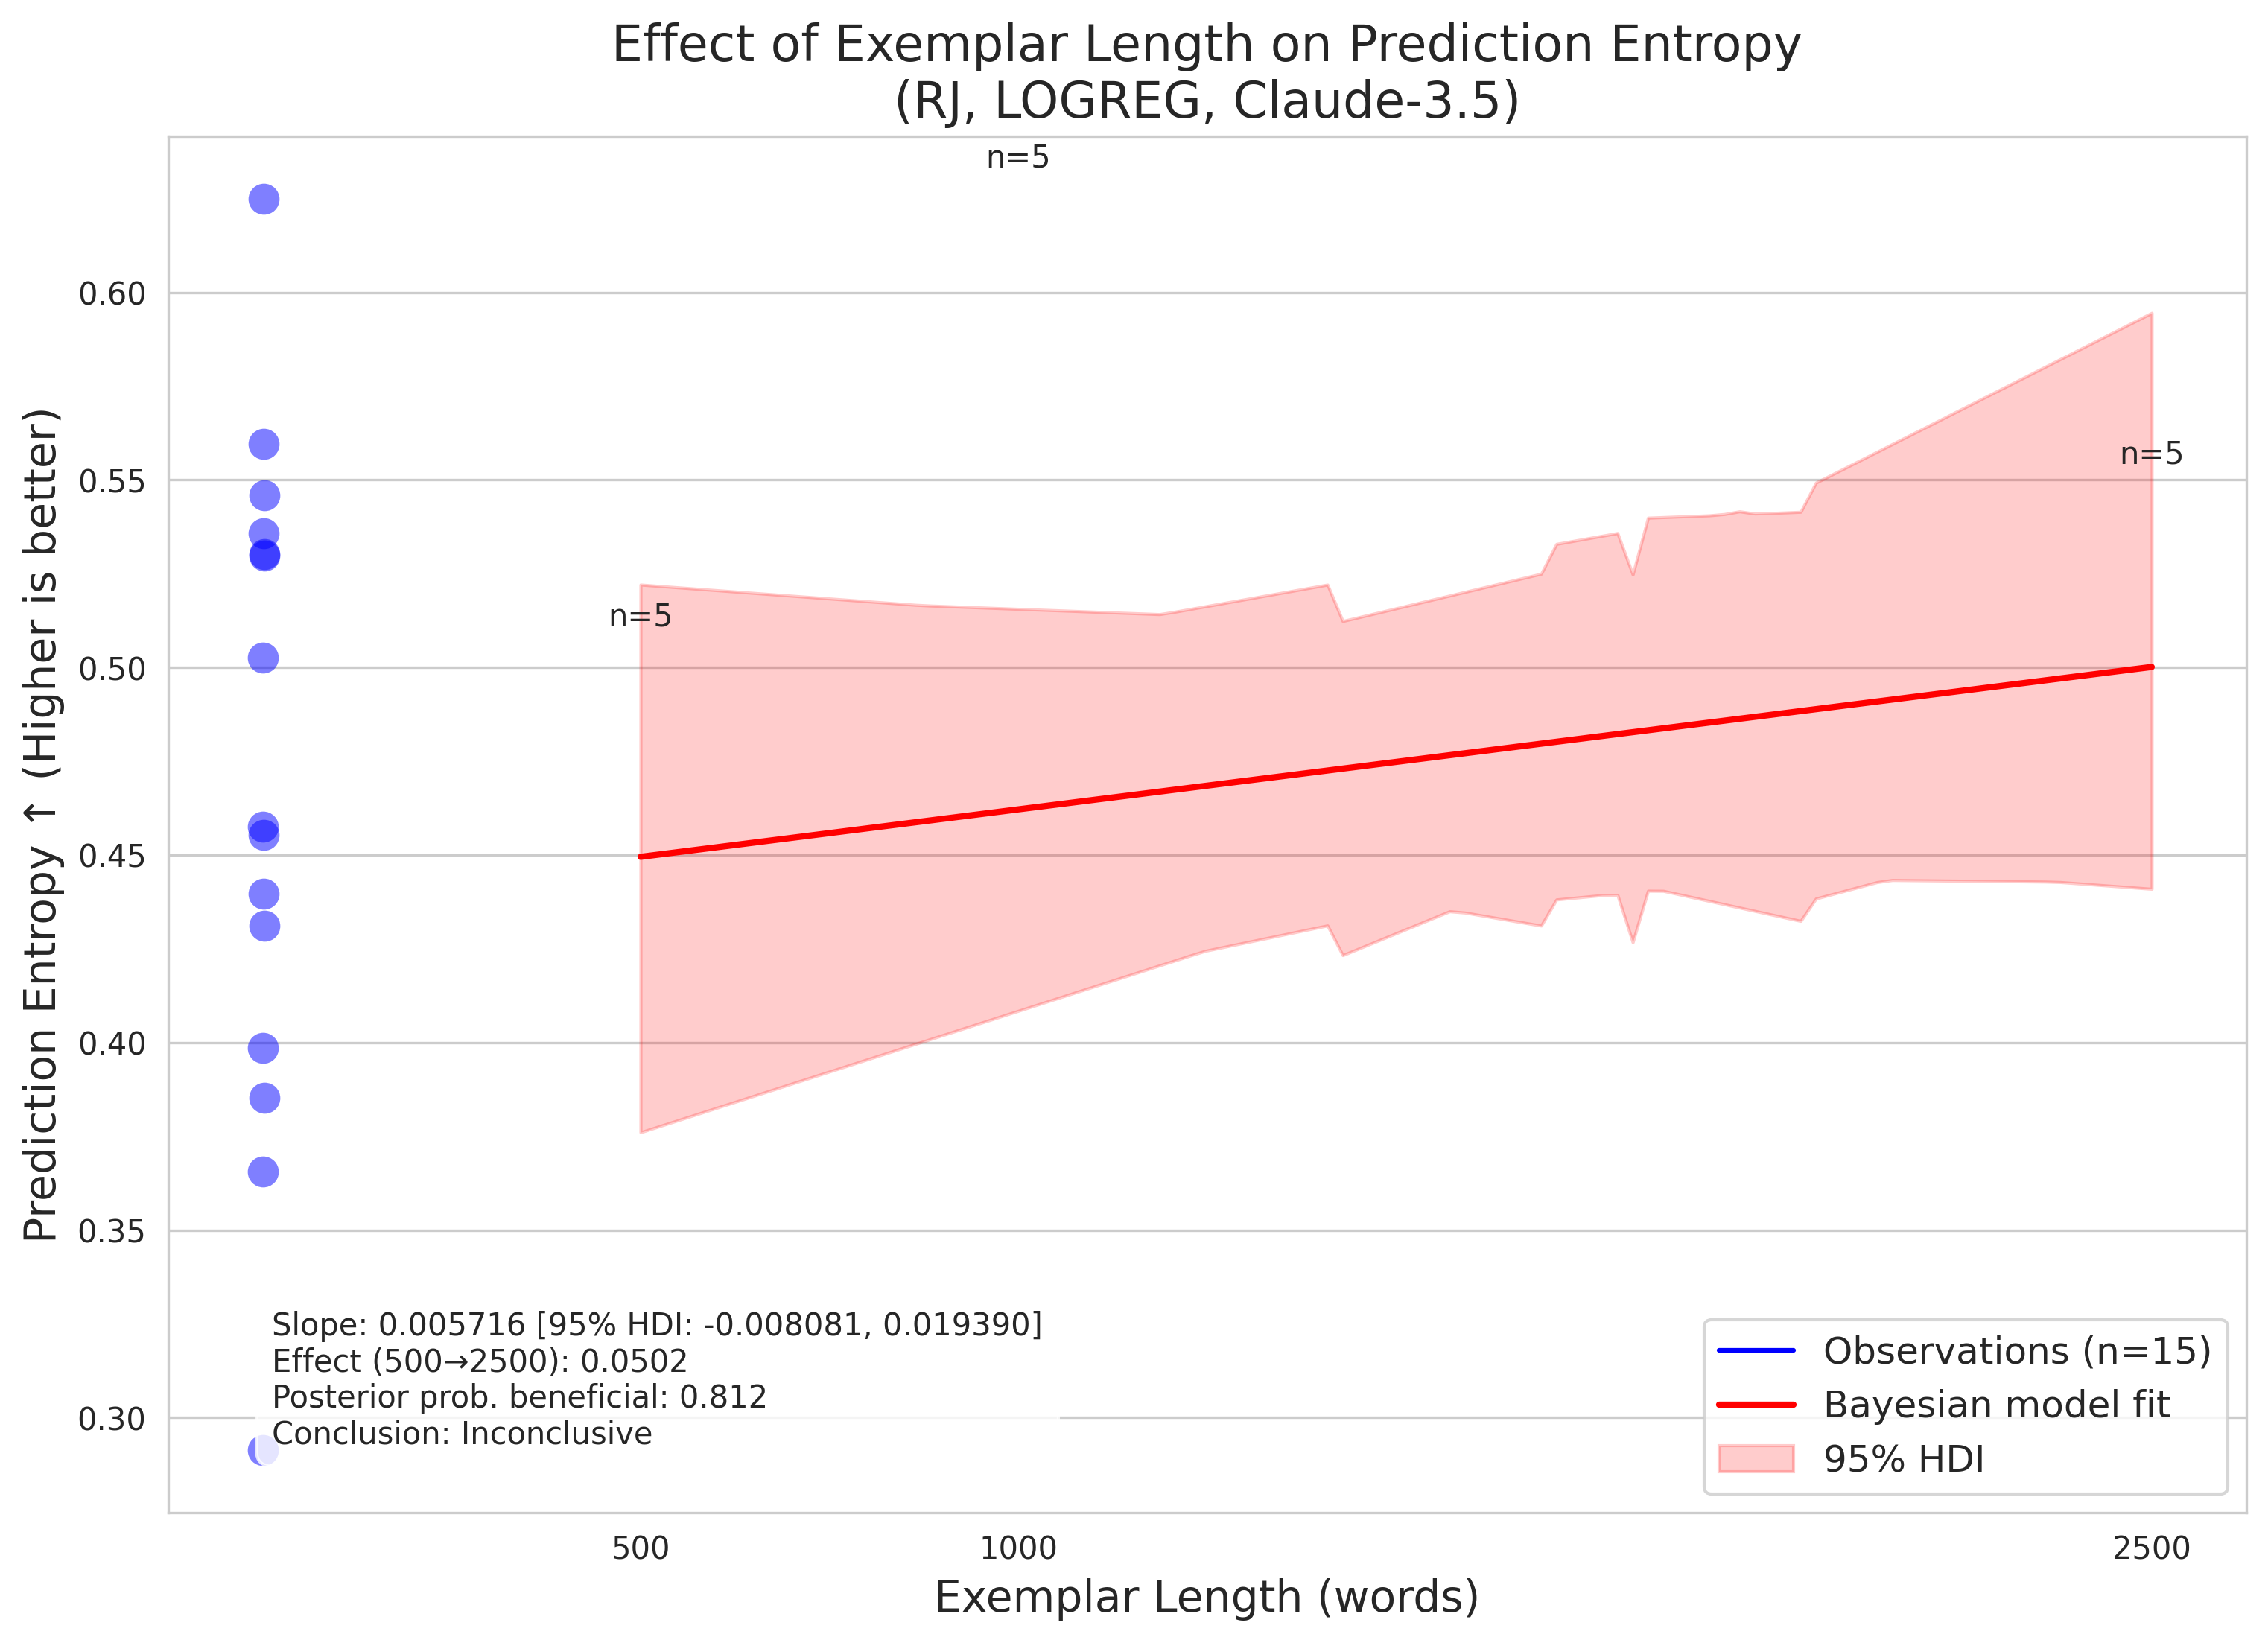 Effect of Exemplar Length on Prediction Entropy
(RJ, LOGREG, Claude-3.5)
n=5
n=5
n=5
Prediction Entropy ↑ (Higher is better)
0.60
0.55
0.50
0.45
0.40
0.35
0.30
Slope: 0.005716 [95% HDI: -0.008081, 0.019390]
Effect (500→2500): 0.0502
Posterior prob. beneficial: 0.812
Conclusion: Inconclusive
Observations (n=15)
Bayesian model fit
95% HDI
500
1000
2500
Exemplar Length (words)